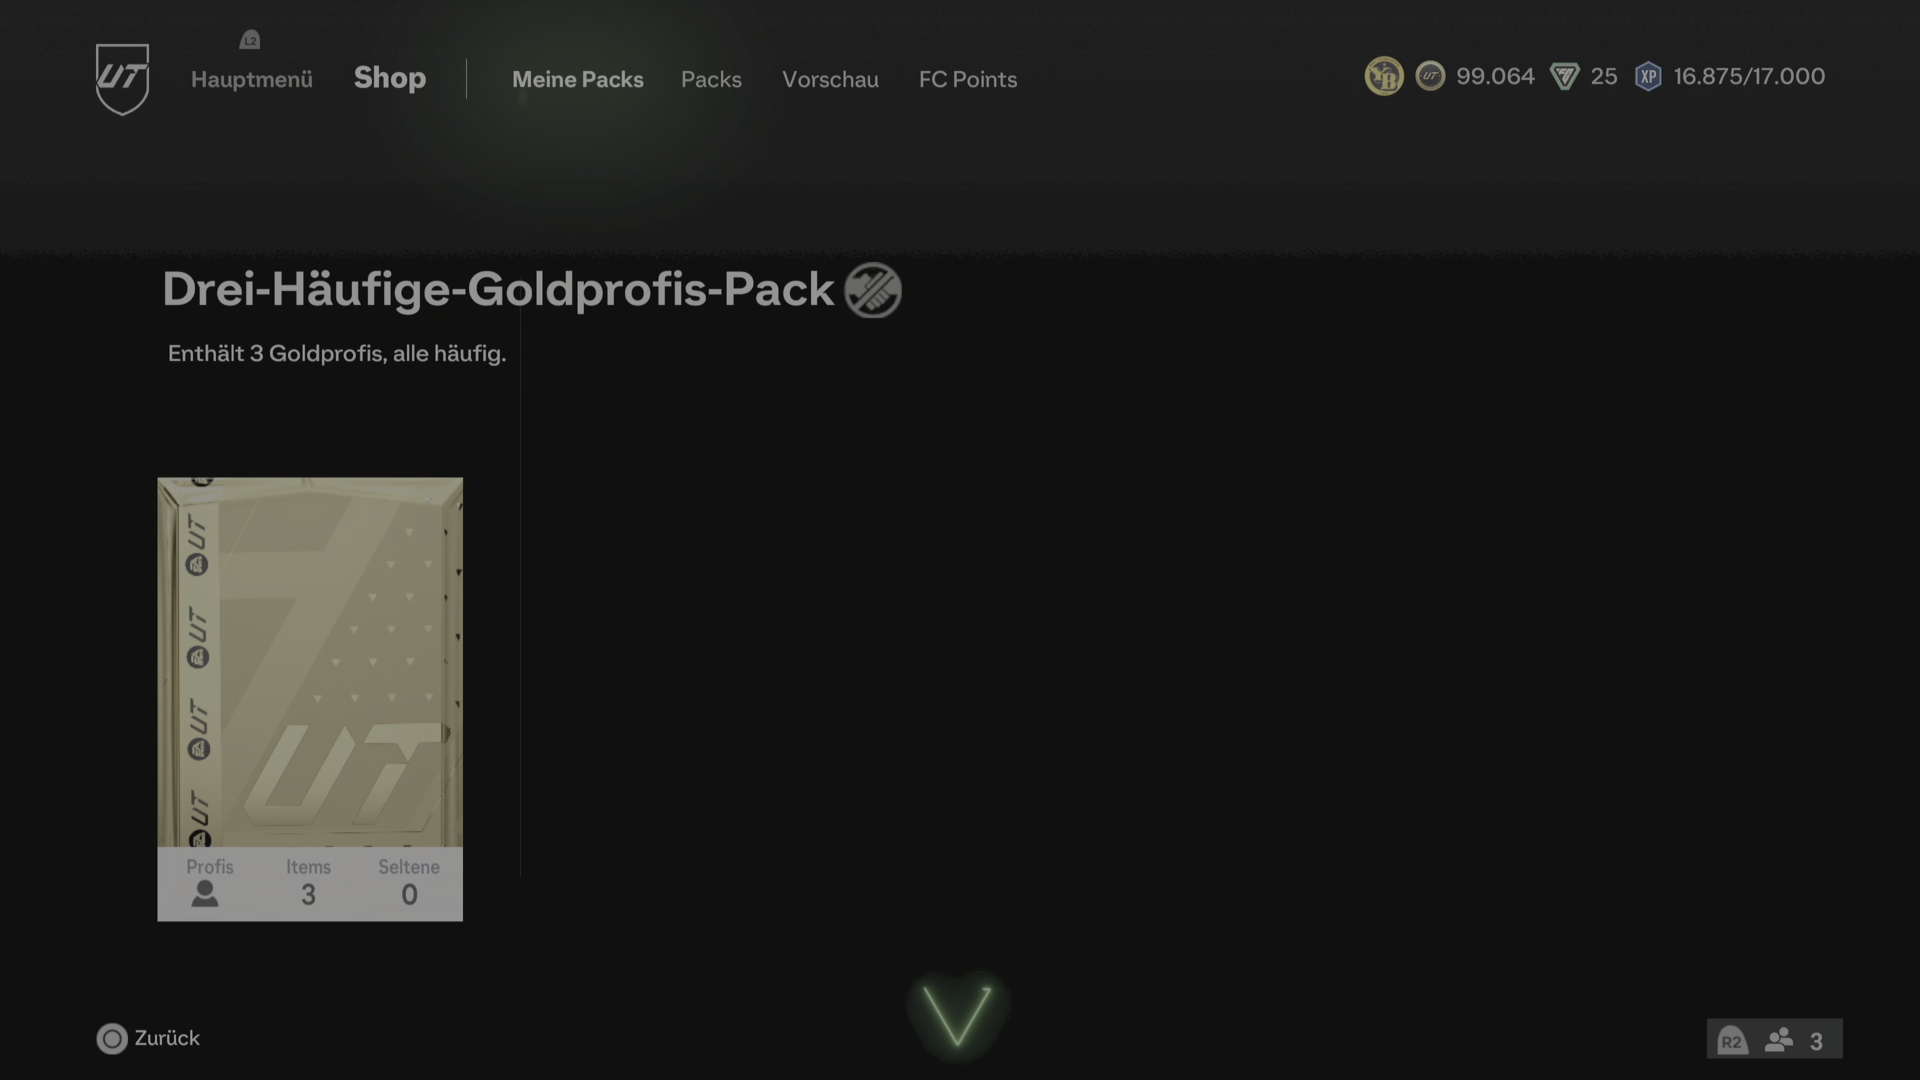 L2
UT Hauptmenü Shop Meine Packs Packs Vorschau FC Points YB UT 99.064 25 XP 16.875/17.000
Drei-Häufige-Goldprofis-Pack
Enthält 3 Goldprofis, alle häufig.
UT
UT
UT
UT
UT
Profis Items Seltene
3 0
Zurück
R2 3